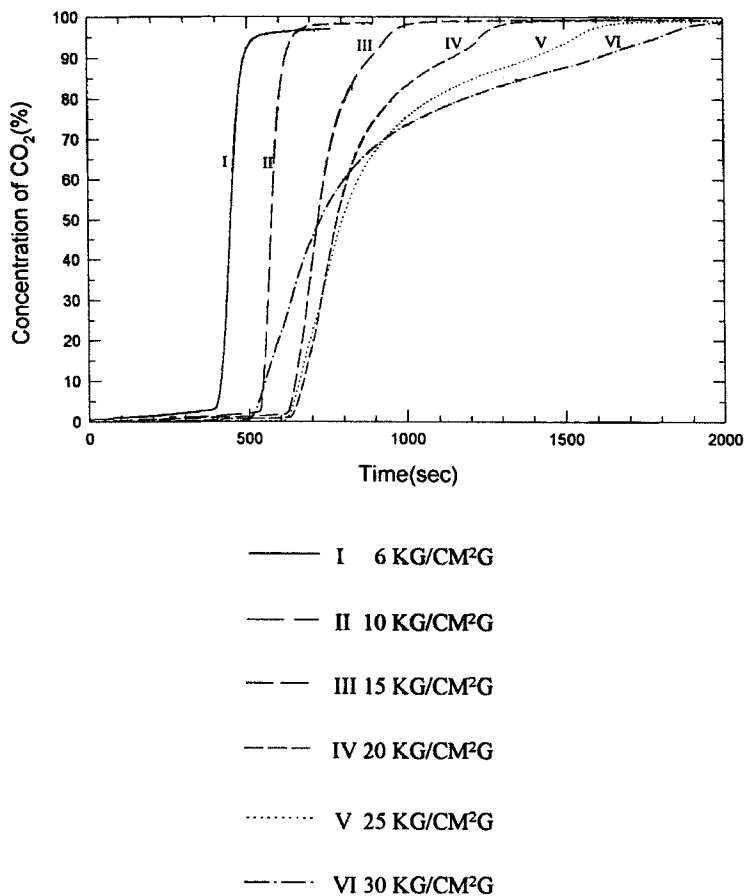 100
90
80
70
60
50
40
30
20
10
0
Concentration of CO₂(%)
I
II
III
IV
V
VI
0
500
1000
1500
2000
Time(sec)
I 6 KG/CM²G
II 10 KG/CM²G
III 15 KG/CM²G
IV 20 KG/CM²G
V 25 KG/CM²G
VI 30 KG/CM²G